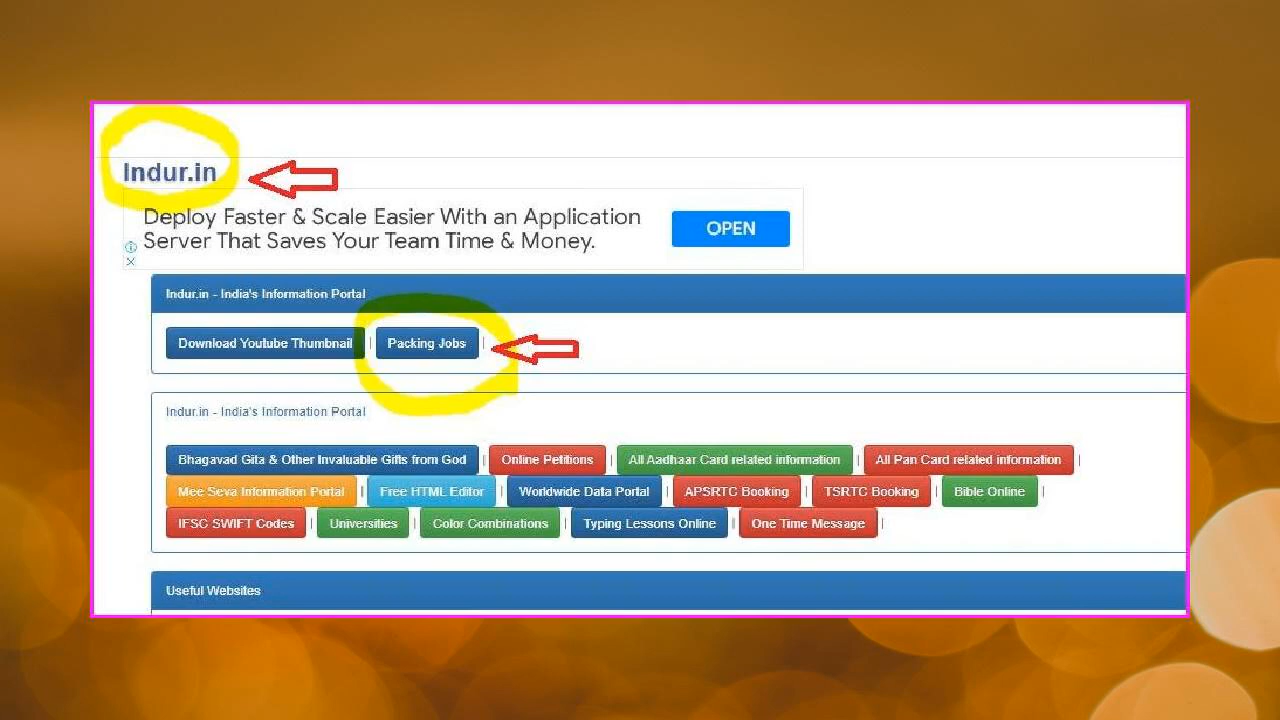 Indur.in
Deploy Faster & Scale Easier With an Application
Server That Saves Your Team Time & Money.
OPEN
Indur.in - India's Information Portal
Download Youtube Thumbnail | Packing Jobs |
Indur.in - India's Information Portal
Bhagavad Gita & Other Invaluable Gifts from God | Online Petitions | All Aadhaar Card related information | All Pan Card related information |
Mee Seva Information Portal | Free HTML Editor | Worldwide Data Portal | APSRTC Booking | TSRTC Booking | Bible Online |
IFSC SWIFT Codes | Universities | Color Combinations | Typing Lessons Online | One Time Message |
Useful Websites